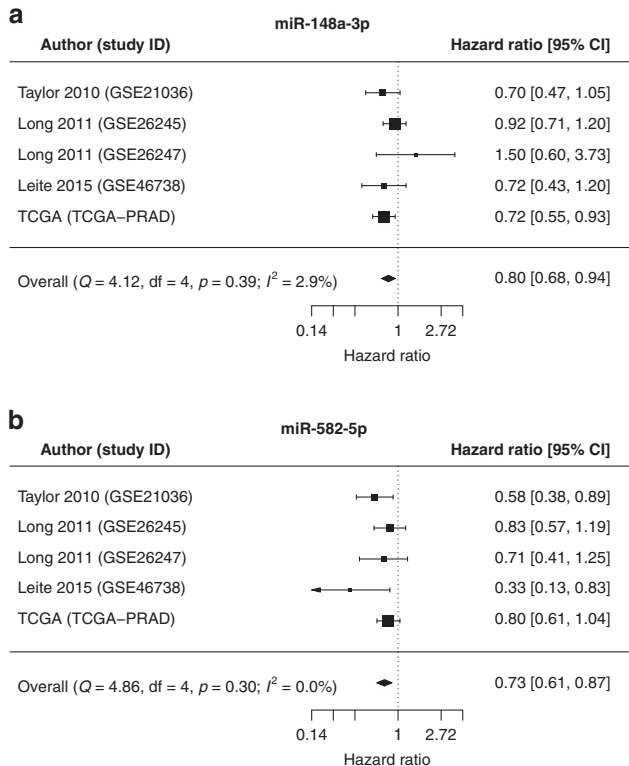 a
miR-148a-3p
Author (study ID) Hazard ratio [95% CI]
Taylor 2010 (GSE21036) 0.70 [0.47, 1.05]
Long 2011 (GSE26245) 0.92 [0.71, 1.20]
Long 2011 (GSE26247) 1.50 [0.60, 3.73]
Leite 2015 (GSE46738) 0.72 [0.43, 1.20]
TCGA (TCGA−PRAD) 0.72 [0.55, 0.93]
Overall (Q = 4.12, df = 4, p = 0.39; I² = 2.9%) 0.80 [0.68, 0.94]
0.14 1 2.72
Hazard ratio
b
miR-582-5p
Author (study ID) Hazard ratio [95% CI]
Taylor 2010 (GSE21036) 0.58 [0.38, 0.89]
Long 2011 (GSE26245) 0.83 [0.57, 1.19]
Long 2011 (GSE26247) 0.71 [0.41, 1.25]
Leite 2015 (GSE46738) 0.33 [0.13, 0.83]
TCGA (TCGA−PRAD) 0.80 [0.61, 1.04]
Overall (Q = 4.86, df = 4, p = 0.30; I² = 0.0%) 0.73 [0.61, 0.87]
0.14 1 2.72
Hazard ratio